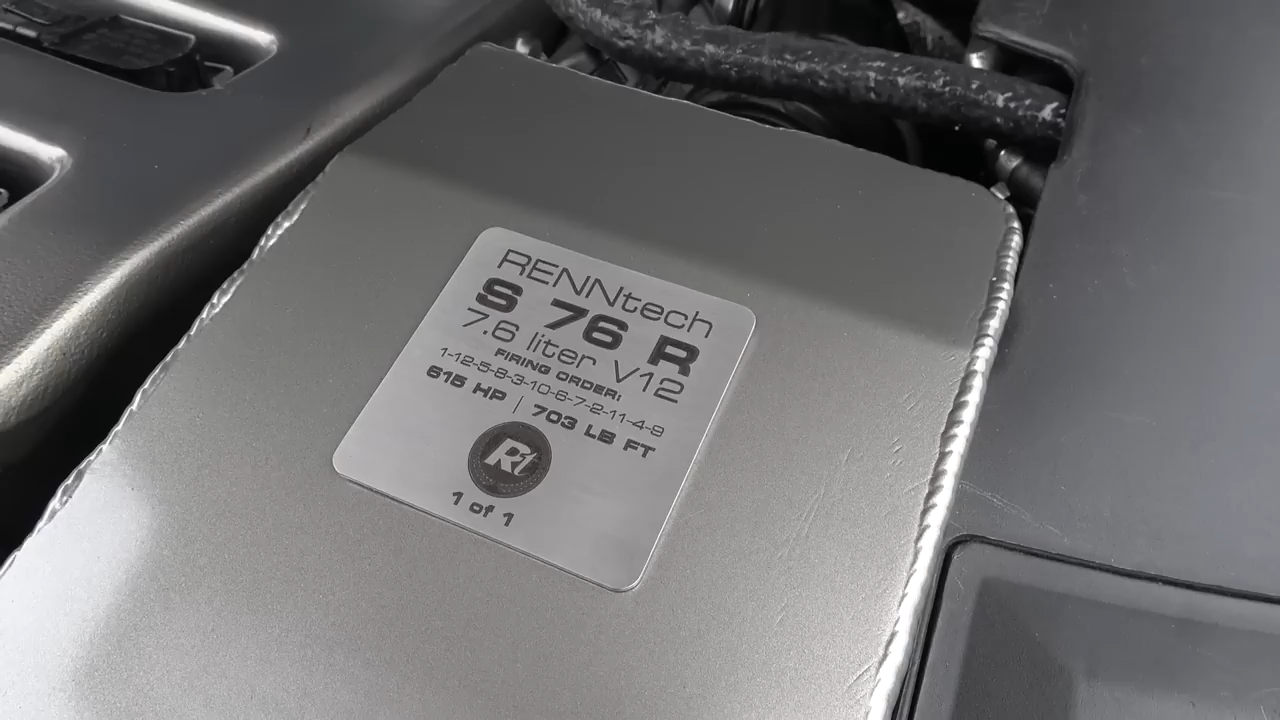 RENNtech
S 76 R
7.6 liter V12
FIRING ORDER:
1-12-5-8-3-10-6-7-2-11-4-9
615 HP | 703 LB FT
Rt
1 of 1